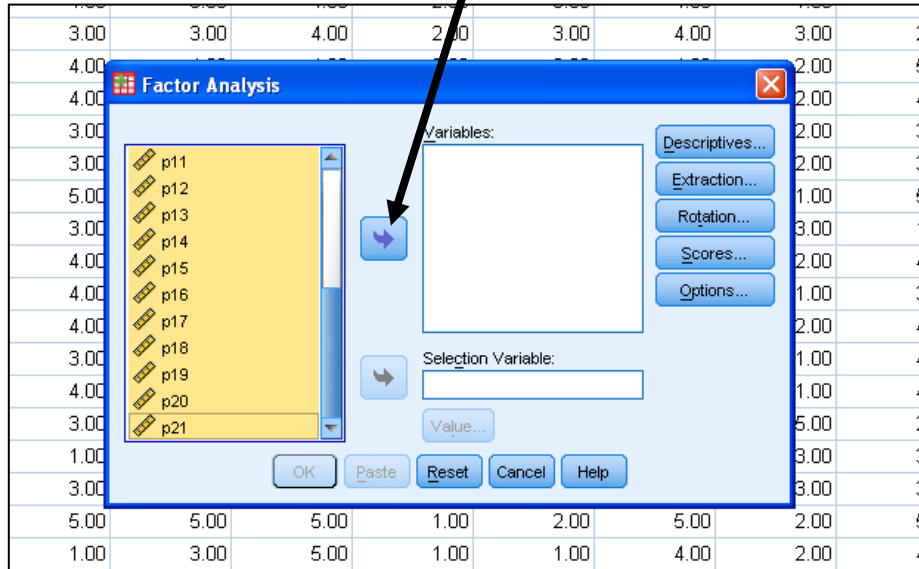 3.00 3.00 4.00 2.00 3.00 4.00 3.00
4.00 2.00
Factor Analysis
4.00 2.00
3.00 Variables: 2.00
Descriptives...
3.00 p11 2.00
p12 Extraction...
5.00 1.00
p13 Rotation...
3.00 p14 3.00
Scores...
4.00 p15 2.00
4.00 p16 Options... 1.00
4.00 p17 2.00
3.00 p18 Selection Variable: 1.00
p19
4.00 p20 1.00
3.00 p21 Value... 5.00
1.00 OK Paste Reset Cancel Help 3.00
3.00 3.00
5.00 5.00 5.00 1.00 2.00 5.00 2.00
1.00 3.00 5.00 1.00 1.00 4.00 2.00